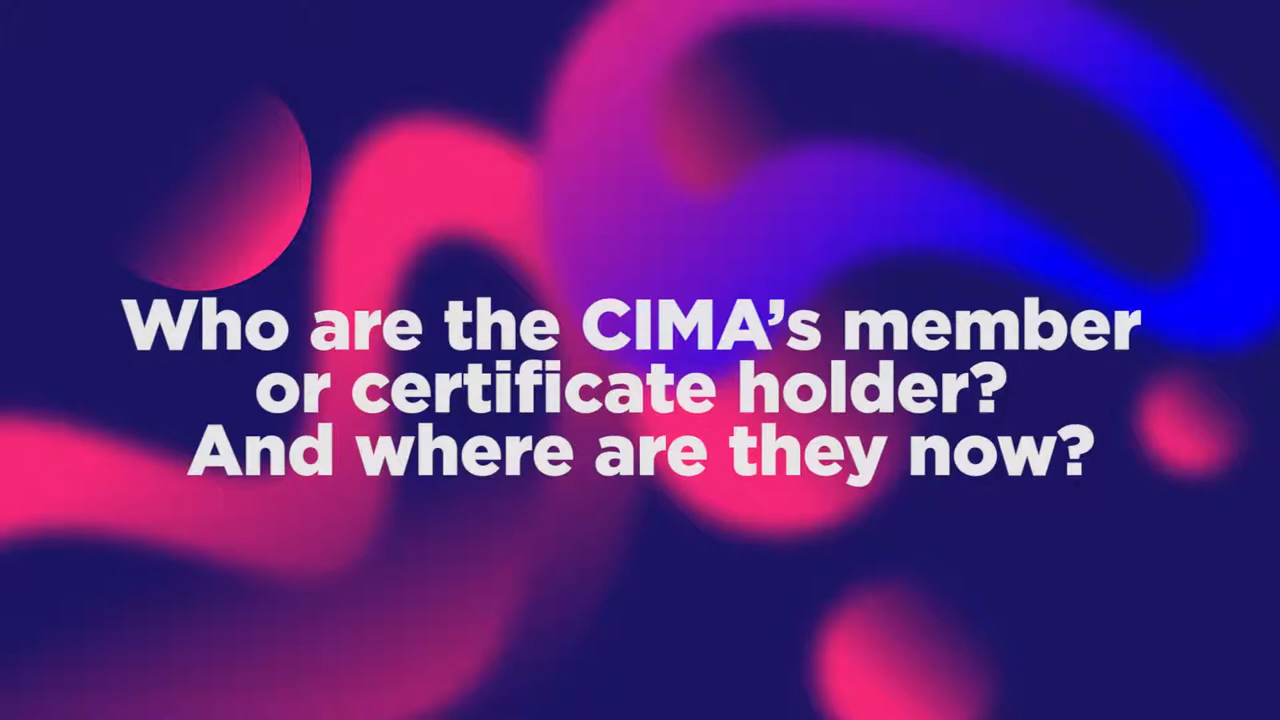 Who are the CIMA’s member
or certificate holder?
And where are they now?